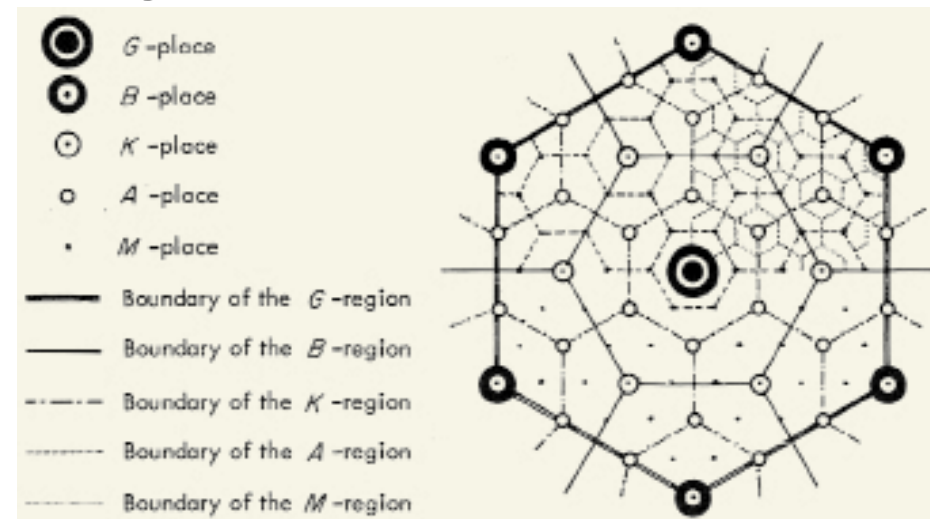 G-place
B-place
K-place
A-place
M-place
Boundary of the G-region
Boundary of the B-region
Boundary of the K-region
Boundary of the A-region
Boundary of the M-region